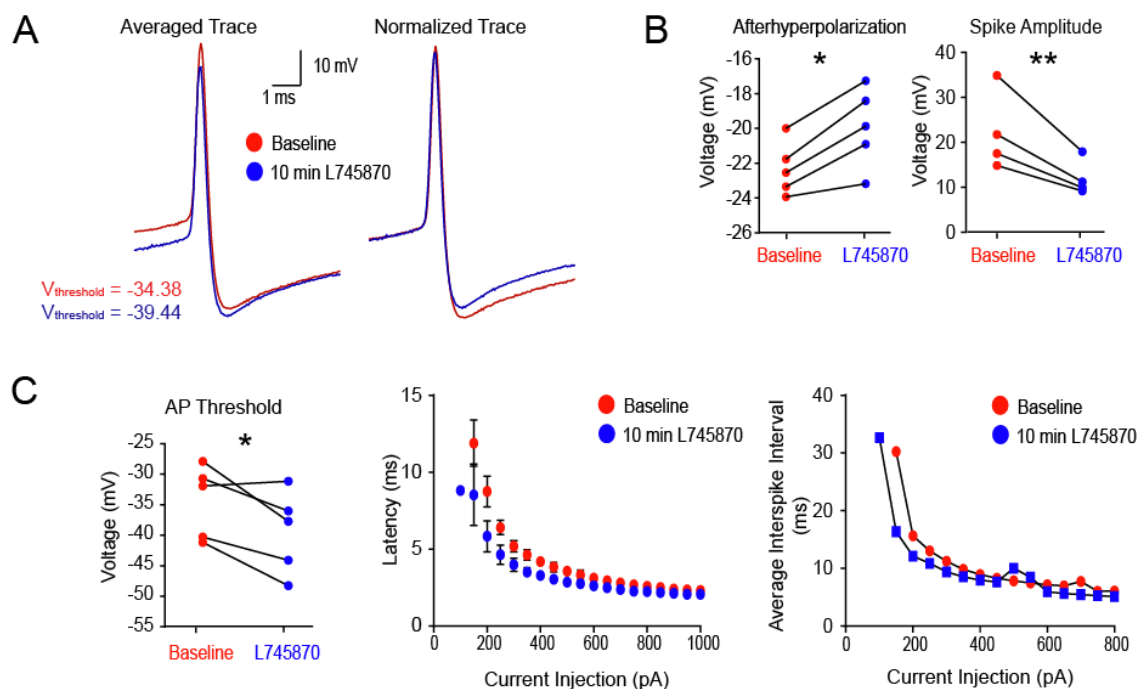 A
Averaged Trace
Normalized Trace
10 mV
1 ms
Baseline
10 min L745870
Vthreshold = -34.38
Vthreshold = -39.44
B
Afterhyperpolarization
*
Voltage (mV)
-16
-18
-20
-22
-24
-26
Baseline
L745870
Spike Amplitude
**
Voltage (mV)
40
30
20
10
0
Baseline
L745870
C
AP Threshold
*
Voltage (mV)
-25
-30
-35
-40
-45
-50
-55
Baseline
L745870
Latency (ms)
15
10
5
0
Baseline
10 min L745870
0 200 400 600 800 1000
Current Injection (pA)
Average Interspike Interval
(ms)
40
30
20
10
0
Baseline
10 min L745870
0 200 400 600 800
Current Injection (pA)